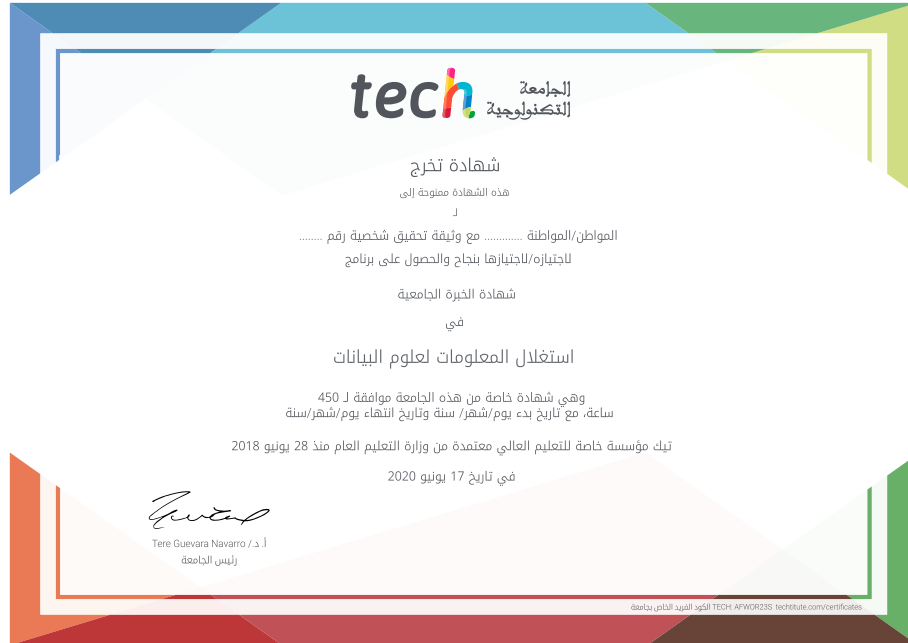 tech الجامعة
التكنولوجية
شهادة تخرج
هذه الشهادة ممنوحة إلى
لـ
المواطن/المواطنة ............. مع وثيقة تحقيق شخصية رقم ........
لاجتيازه/لاجتيازها بنجاح والحصول على برنامج
شهادة الخبرة الجامعية
في
استغلال المعلومات لعلوم البيانات
وهي شهادة خاصة من هذه الجامعة موافقة لـ 450
ساعة، مع تاريخ بدء يوم/شهر/ سنة وتاريخ انتهاء يوم/شهر/سنة
تيك مؤسسة خاصة للتعليم العالي معتمدة من وزارة التعليم العام منذ 28 يونيو 2018
في تاريخ 17 يونيو 2020
أ. د./ Tere Guevara Navarro
رئيس الجامعة
الكود الفريد الخاص بجامعة TECH: AFWOR23S techtitute.com/certificates